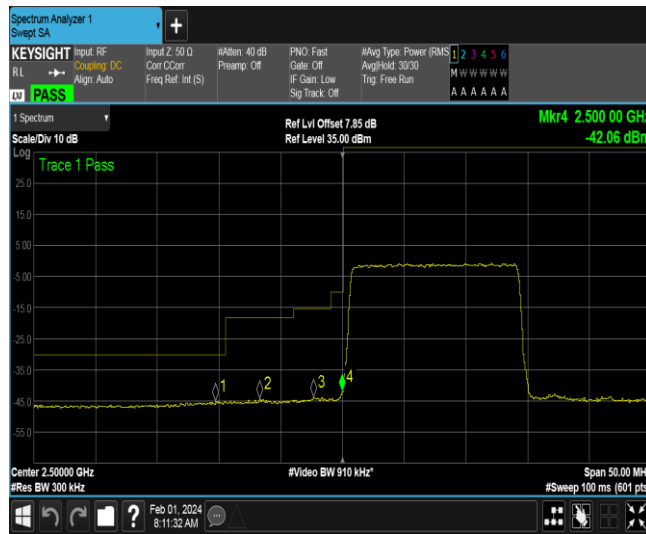 Spectrum Analyzer 1
Swept SA
+
KEYSIGHT
RL
LXI PASS
Input: RF
Coupling: DC
Align: Auto
Input Z: 50 Ω
Corr CCorr
Freq Ref: Int (S)
#Atten: 40 dB
Preamp: Off
PNO: Fast
Gate: Off
IF Gain: Low
Sig Track: Off
#Avg Type: Power (RMS
Avg|Hold: 30/30
Trig: Free Run
1 2 3 4 5 6
M W W W W W
A A A A A A
1 Spectrum
Scale/Div 10 dB
Ref Lvl Offset 7.85 dB
Ref Level 35.00 dBm
Mkr4 2.500 00 GH
-42.06 dBm
Log
Trace 1 Pass
25.0
15.0
5.00
-5.00
-15.0
-25.0
-35.0
-45.0
-55.0
1
2
3
4
Center 2.50000 GHz
#Res BW 300 kHz
#Video BW 910 kHz*
Span 50.00 MH
#Sweep 100 ms (601 pts
?
Feb 01, 2024
8:11:32 AM